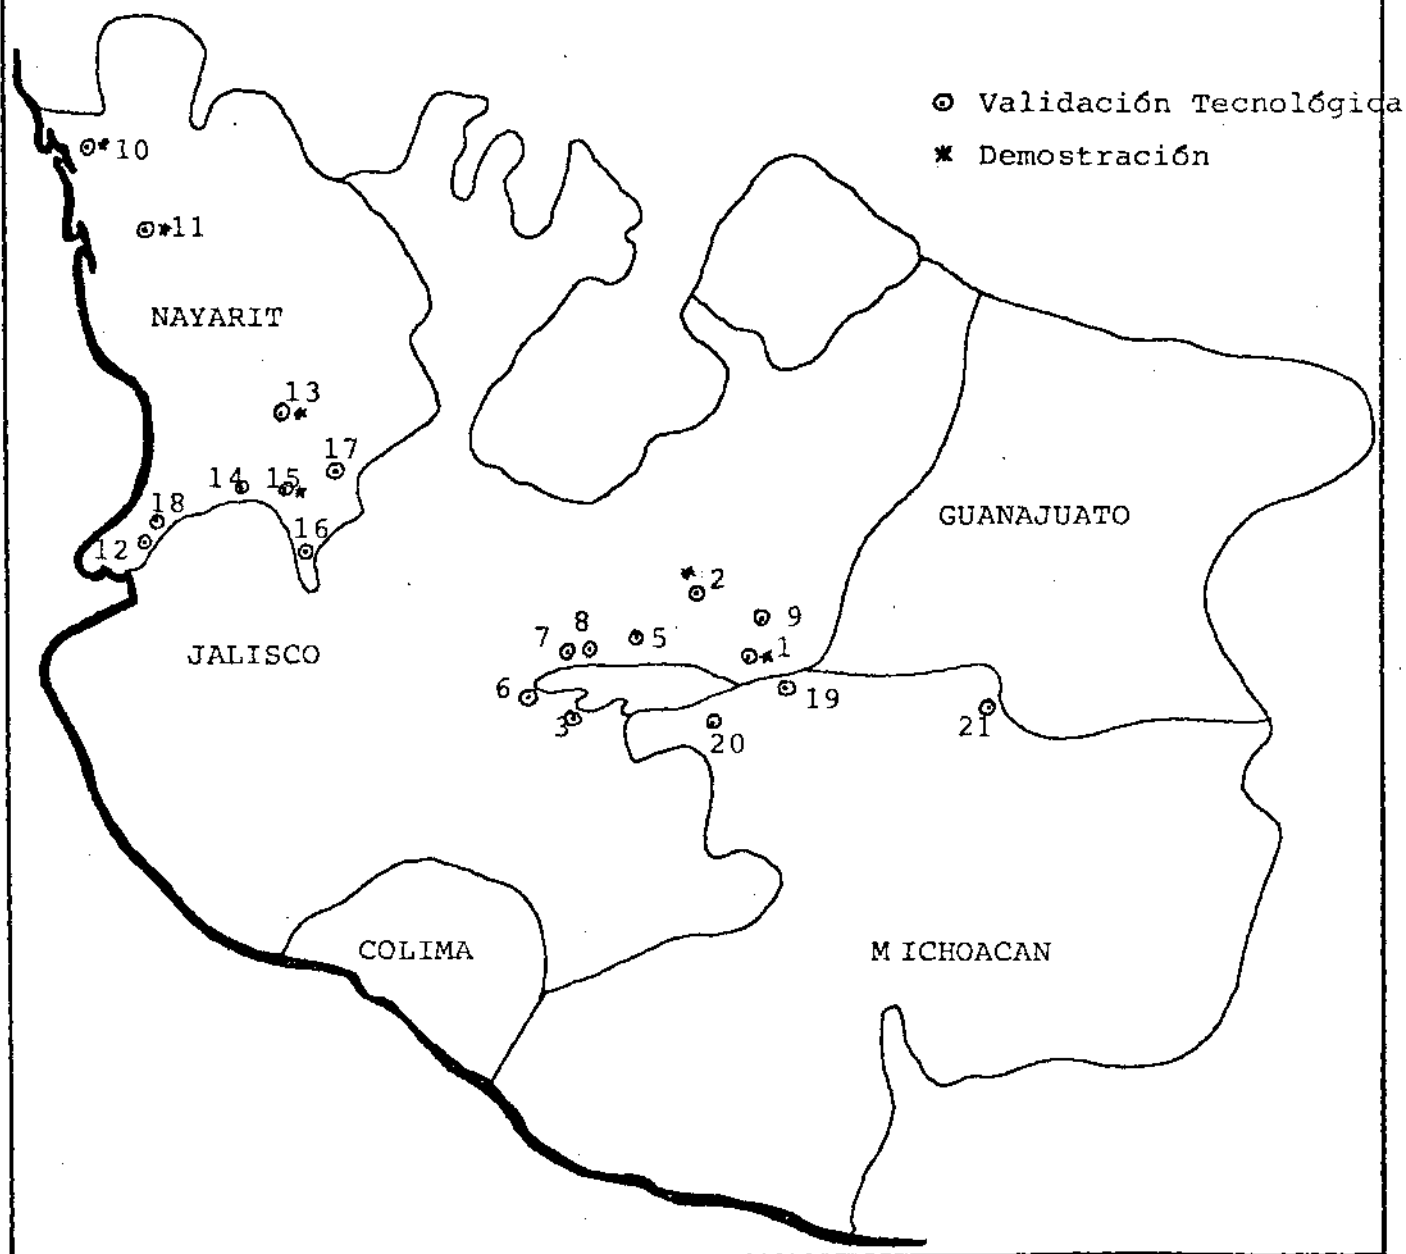 ⊙ Validación Tecnológica
* Demostración
⊙* 10
⊙*11
NAYARIT
13
⊙*
17
14 15
18
16
12
GUANAJUATO
* 2
9
8
7 5
⊙* 1
JALISCO
6
19
3
20
21
COLIMA
MICHOACAN